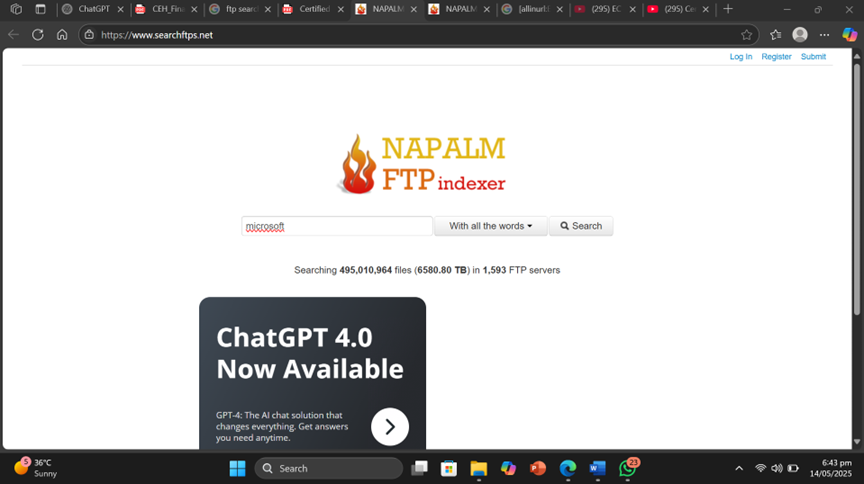 ChatGPT
CEH_Fina
ftp searc
Certified
NAPALM
NAPALM
[allinurl:
(295) EC
(295) Cer
https://www.searchftps.net
Log In Register Submit
NAPALM
FTP indexer
microsoft
With all the words
Search
Searching 495,010,964 files (6580.80 TB) in 1,593 FTP servers
ChatGPT 4.0
Now Available
GPT-4: The AI chat solution that
changes everything. Get answers
you need anytime.
5
36°C
Sunny
Search
23
6:43 pm
14/05/2025